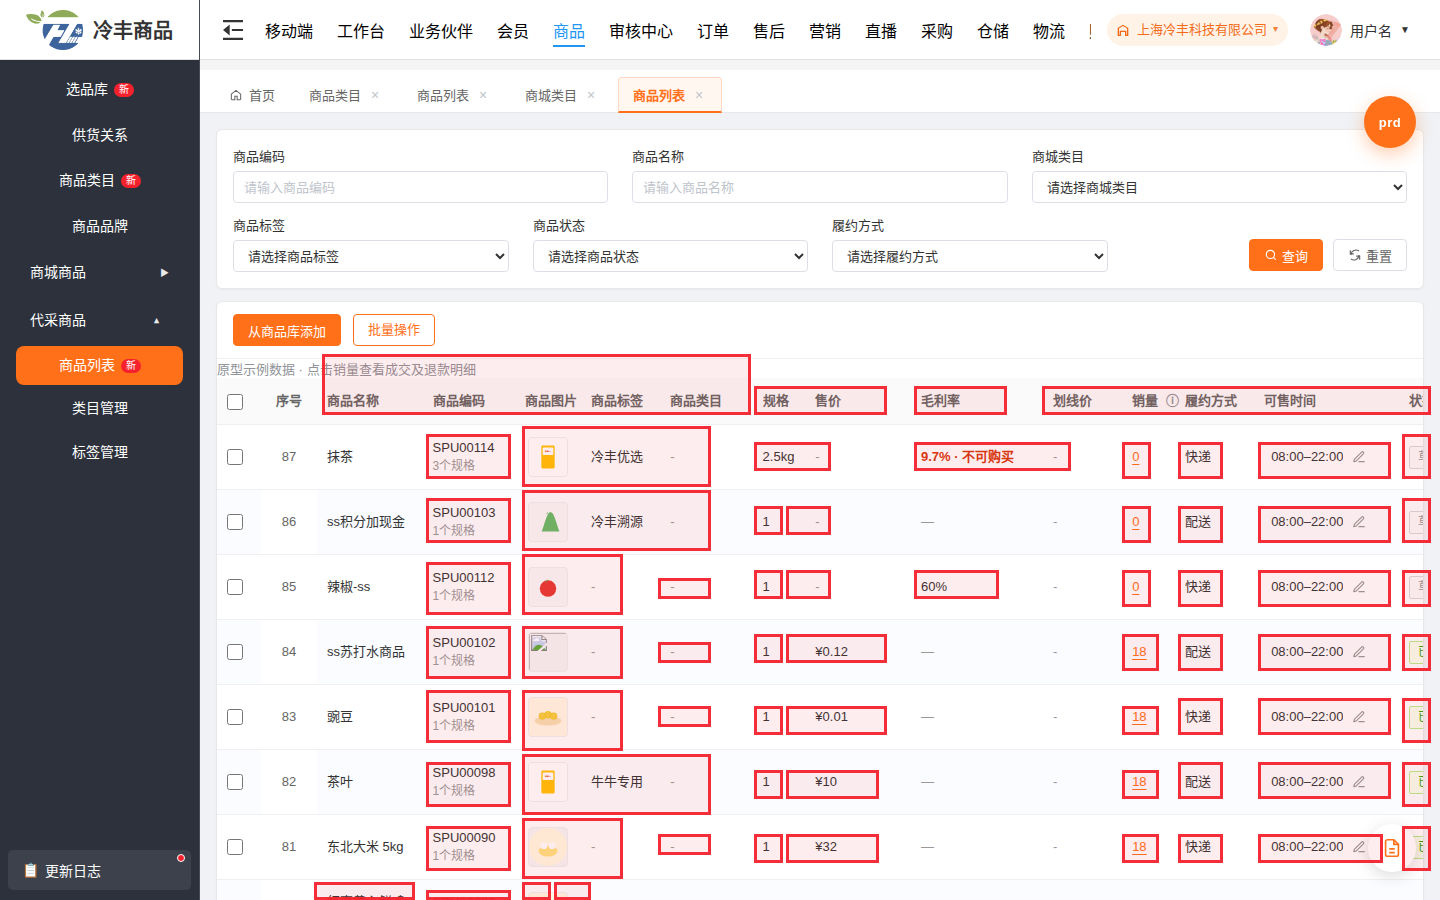 冷丰商品
移动端 工作台 业务伙伴 会员 商品 审核中心 订单 售后 营销 直播 采购 仓储 物流
上海冷丰科技有限公司 ▾
用户名 ▼
选品库 新
供货关系
商品类目 新
商品品牌
商城商品 ▶
代采商品 ▲
商品列表 新
类目管理
标签管理
更新日志
首页 商品类目 × 商品列表 × 商城类目 × 商品列表 ×
prd
商品编码 商品名称 商城类目
请输入商品编码 请输入商品名称 请选择商城类目
商品标签 商品状态 履约方式
请选择商品标签 请选择商品状态 请选择履约方式 查询 重置
从商品库添加 批量操作
原型示例数据 · 点击销量查看成交及退款明细
序号 商品名称 商品编码 商品图片 商品标签 商品类目 规格 售价 毛利率 划线价 销量 ⓘ 履约方式 可售时间
87 抹茶 SPU00114 3个规格 冷丰优选 - 2.5kg - 9.7% · 不可购买 - 0 快递 08:00–22:00
86 ss积分加现金 SPU00103 1个规格 冷丰溯源 - 1 - — - 0 配送 08:00–22:00
85 辣椒-ss SPU00112 1个规格 - - 1 - 60% - 0 快递 08:00–22:00
84 ss苏打水商品 SPU00102 1个规格 - - 1 ¥0.12 — - 18 配送 08:00–22:00
83 豌豆 SPU00101 1个规格 - - 1 ¥0.01 — - 18 快递 08:00–22:00
82 茶叶 SPU00098 1个规格 牛牛专用 - 1 ¥10 — - 18 配送 08:00–22:00
81 东北大米 5kg SPU00090 1个规格 - - 1 ¥32 — - 18 快递 08:00–22:00